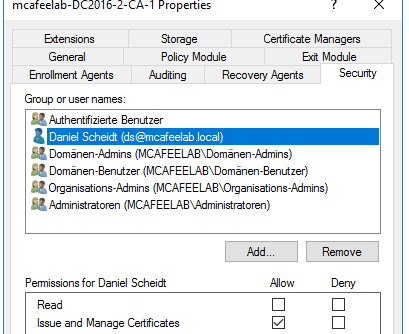 mcafeelab-DC2016-2-CA-1 Properties ? ×
Extensions Storage Certificate Managers
General Policy Module Exit Module
Enrollment Agents Auditing Recovery Agents Security
Group or user names:
Authentifizierte Benutzer
Daniel Scheidt (ds@mcafeelab.local)
Domänen-Admins (MCAFEELAB\Domänen-Admins)
Domänen-Benutzer (MCAFEELAB\Domänen-Benutzer)
Organisations-Admins (MCAFEELAB\Organisations-Admins)
Administratoren (MCAFEELAB\Administratoren)
Add... Remove
Permissions for Daniel Scheidt Allow Deny
Read
Issue and Manage Certificates